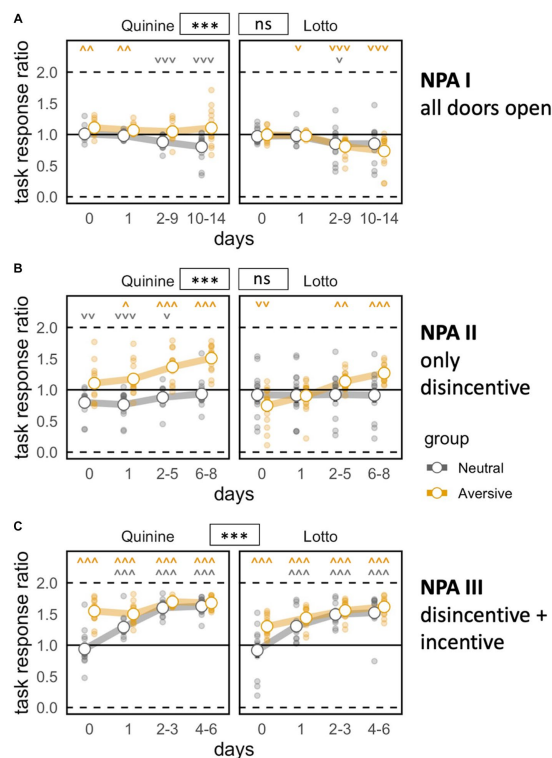 A
Quinine *** ns Lotto
^^ ^^ ^ ^^^ ^^^
vvv vvv v
task response ratio
2.0
1.5
1.0
0.5
0.0
0 1 2-9 10-14 0 1 2-9 10-14
days
NPA I
all doors open
B
Quinine *** ns Lotto
^ ^^^ ^^^ vv ^^ ^^^
vv vvv v
task response ratio
2.0
1.5
1.0
0.5
0.0
0 1 2-5 6-8 0 1 2-5 6-8
days
NPA II
only
disincentive
group
Neutral
Aversive
C
Quinine *** Lotto
^^^ ^^^ ^^^ ^^^ ^^^ ^^^ ^^^ ^^^
^^^ ^^^ ^^^ ^^^ ^^^ ^^^
task response ratio
2.0
1.5
1.0
0.5
0.0
0 1 2-3 4-6 0 1 2-3 4-6
days
NPA III
disincentive +
incentive